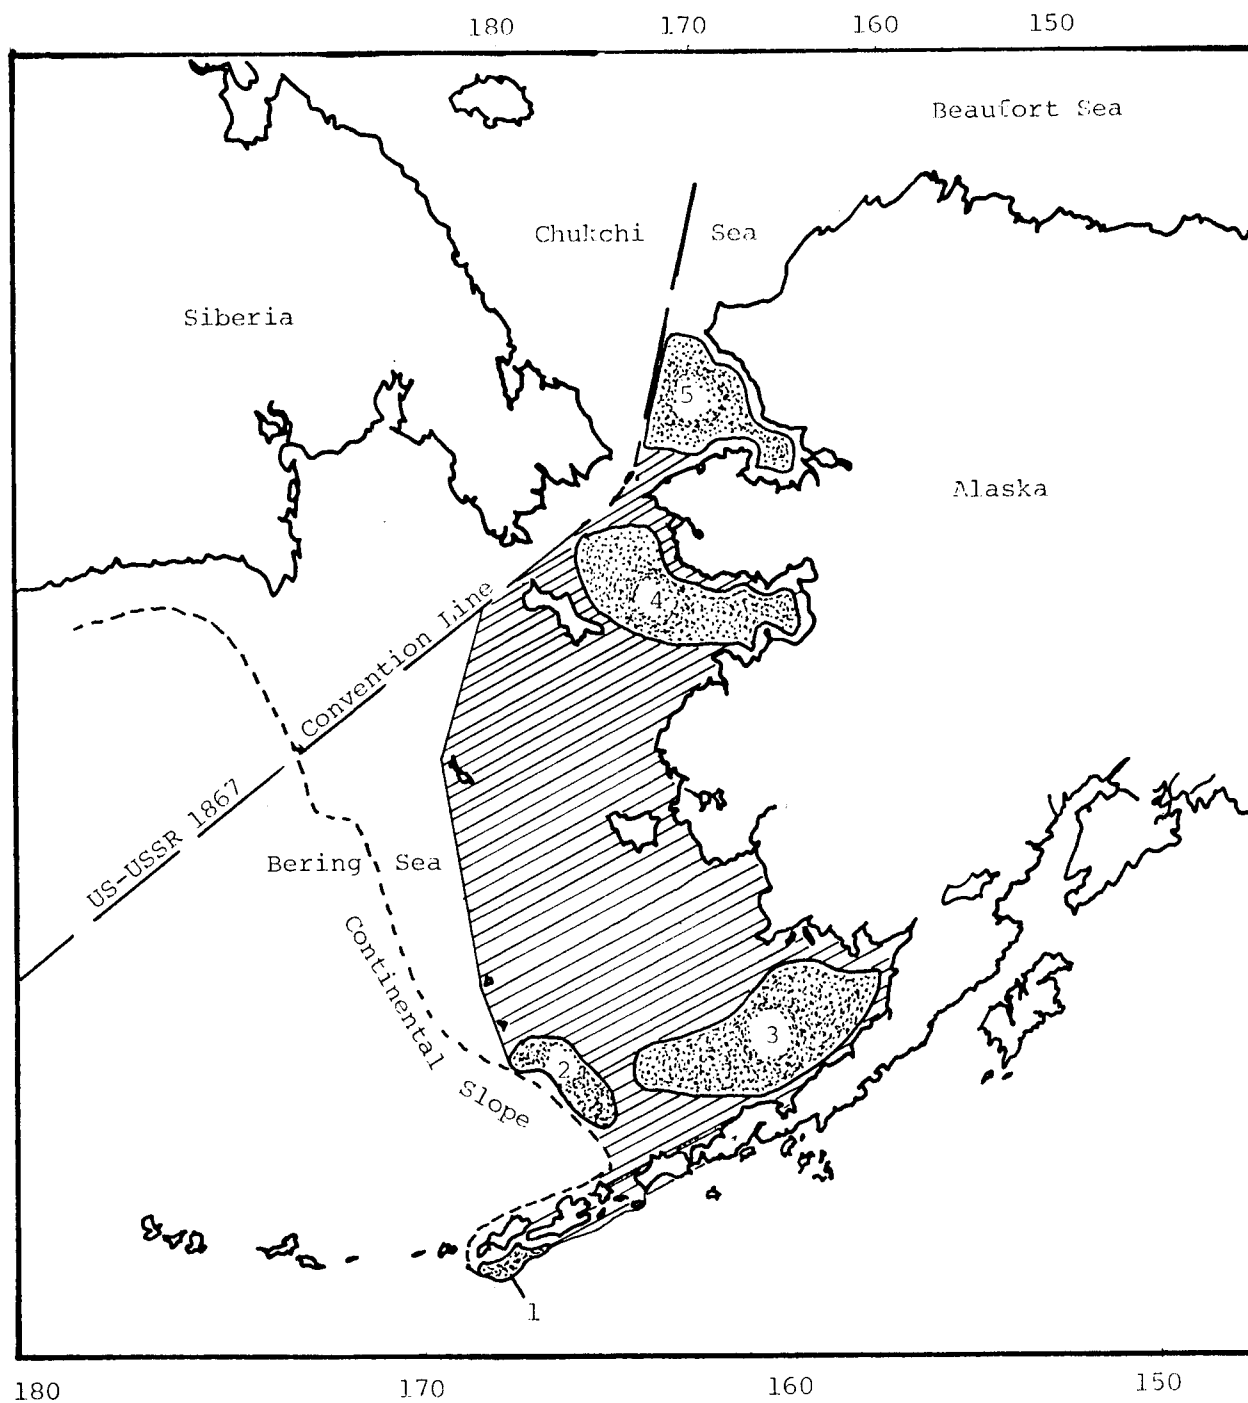 180 170 160 150
Beaufort Sea
Chukchi Sea
Siberia
5
Alaska
4
US-USSR 1867 Convention Line
Bering Sea
Continental Slope
3
2
1
180 170 160 150